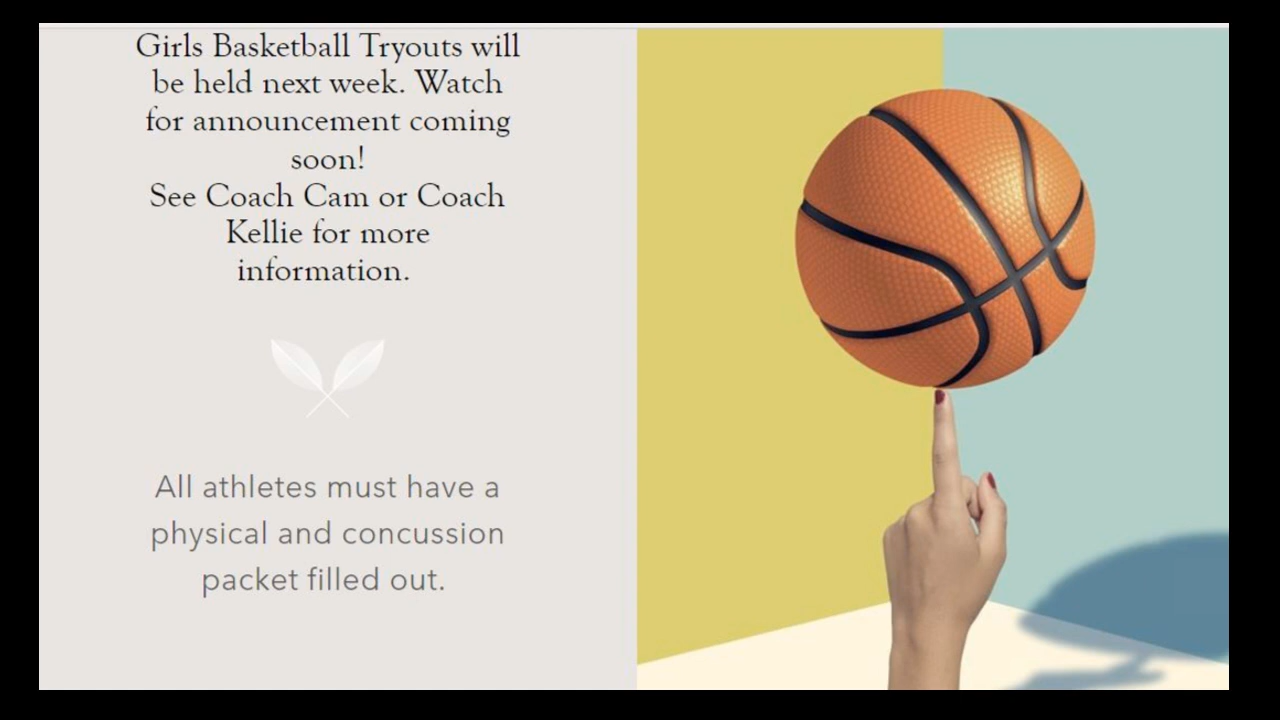 Girls Basketball Tryouts will
be held next week. Watch
for announcement coming
soon!
See Coach Cam or Coach
Kellie for more
information.
All athletes must have a
physical and concussion
packet filled out.